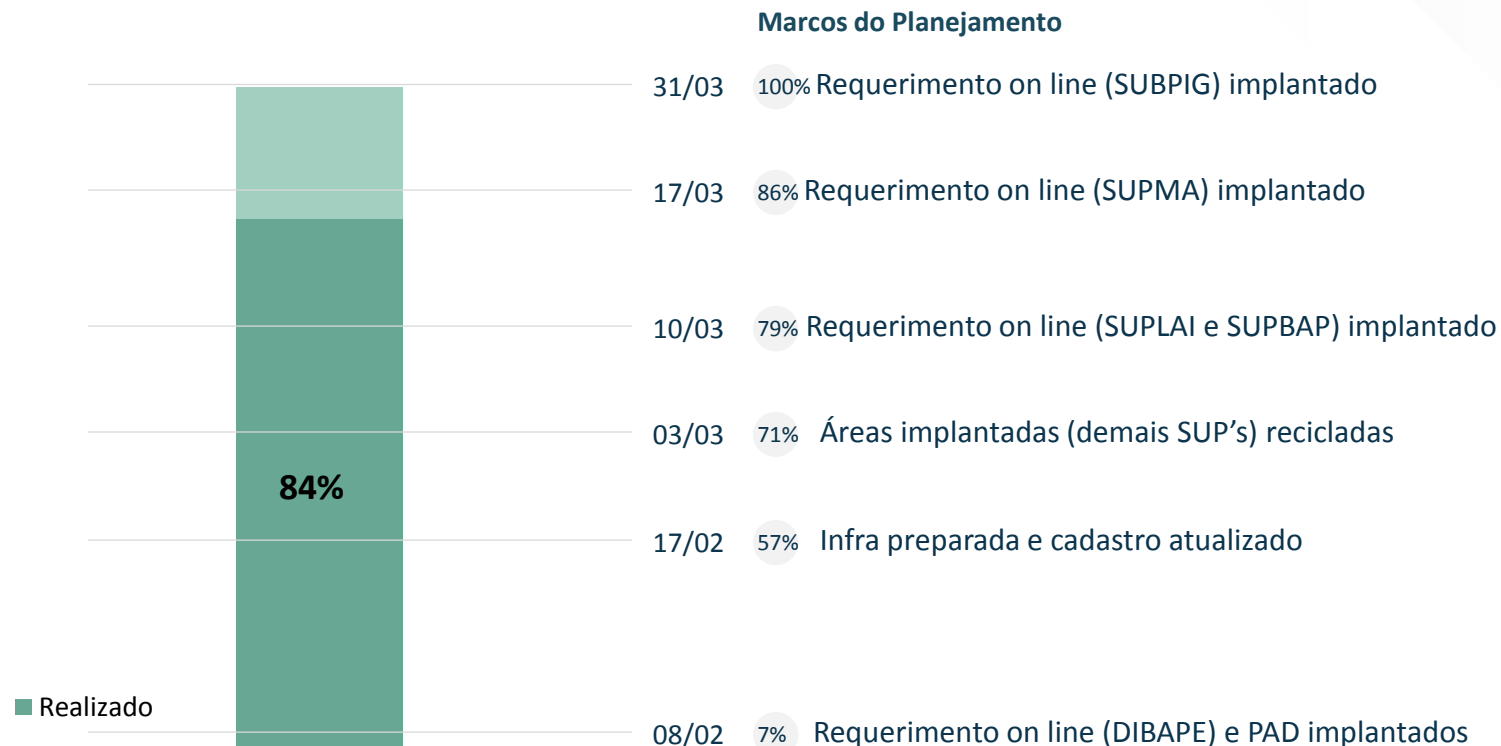 Marcos do Planejamento
31/03 100% Requerimento on line (SUBPIG) implantado
17/03 86% Requerimento on line (SUPMA) implantado
10/03 79% Requerimento on line (SUPLAI e SUPBAP) implantado
03/03 71% Áreas implantadas (demais SUP’s) recicladas
84%
17/02 57% Infra preparada e cadastro atualizado
Realizado
08/02 7% Requerimento on line (DIBAPE) e PAD implantados